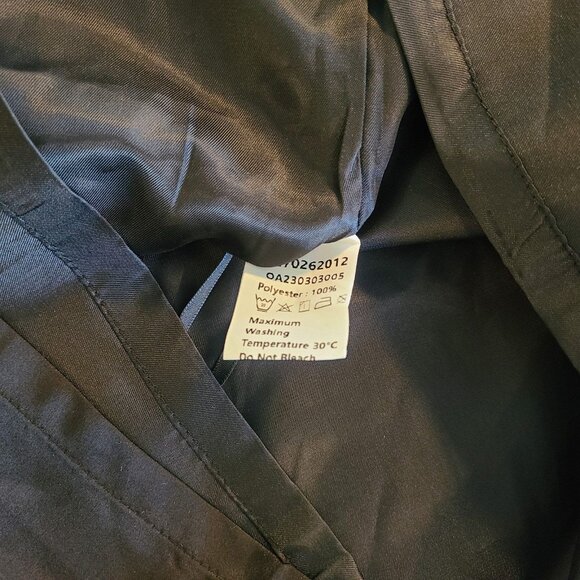 70262012
OA230303005
Polyester : 100%
Maximum
Washing
Temperature 30°C
Do Not Bleach